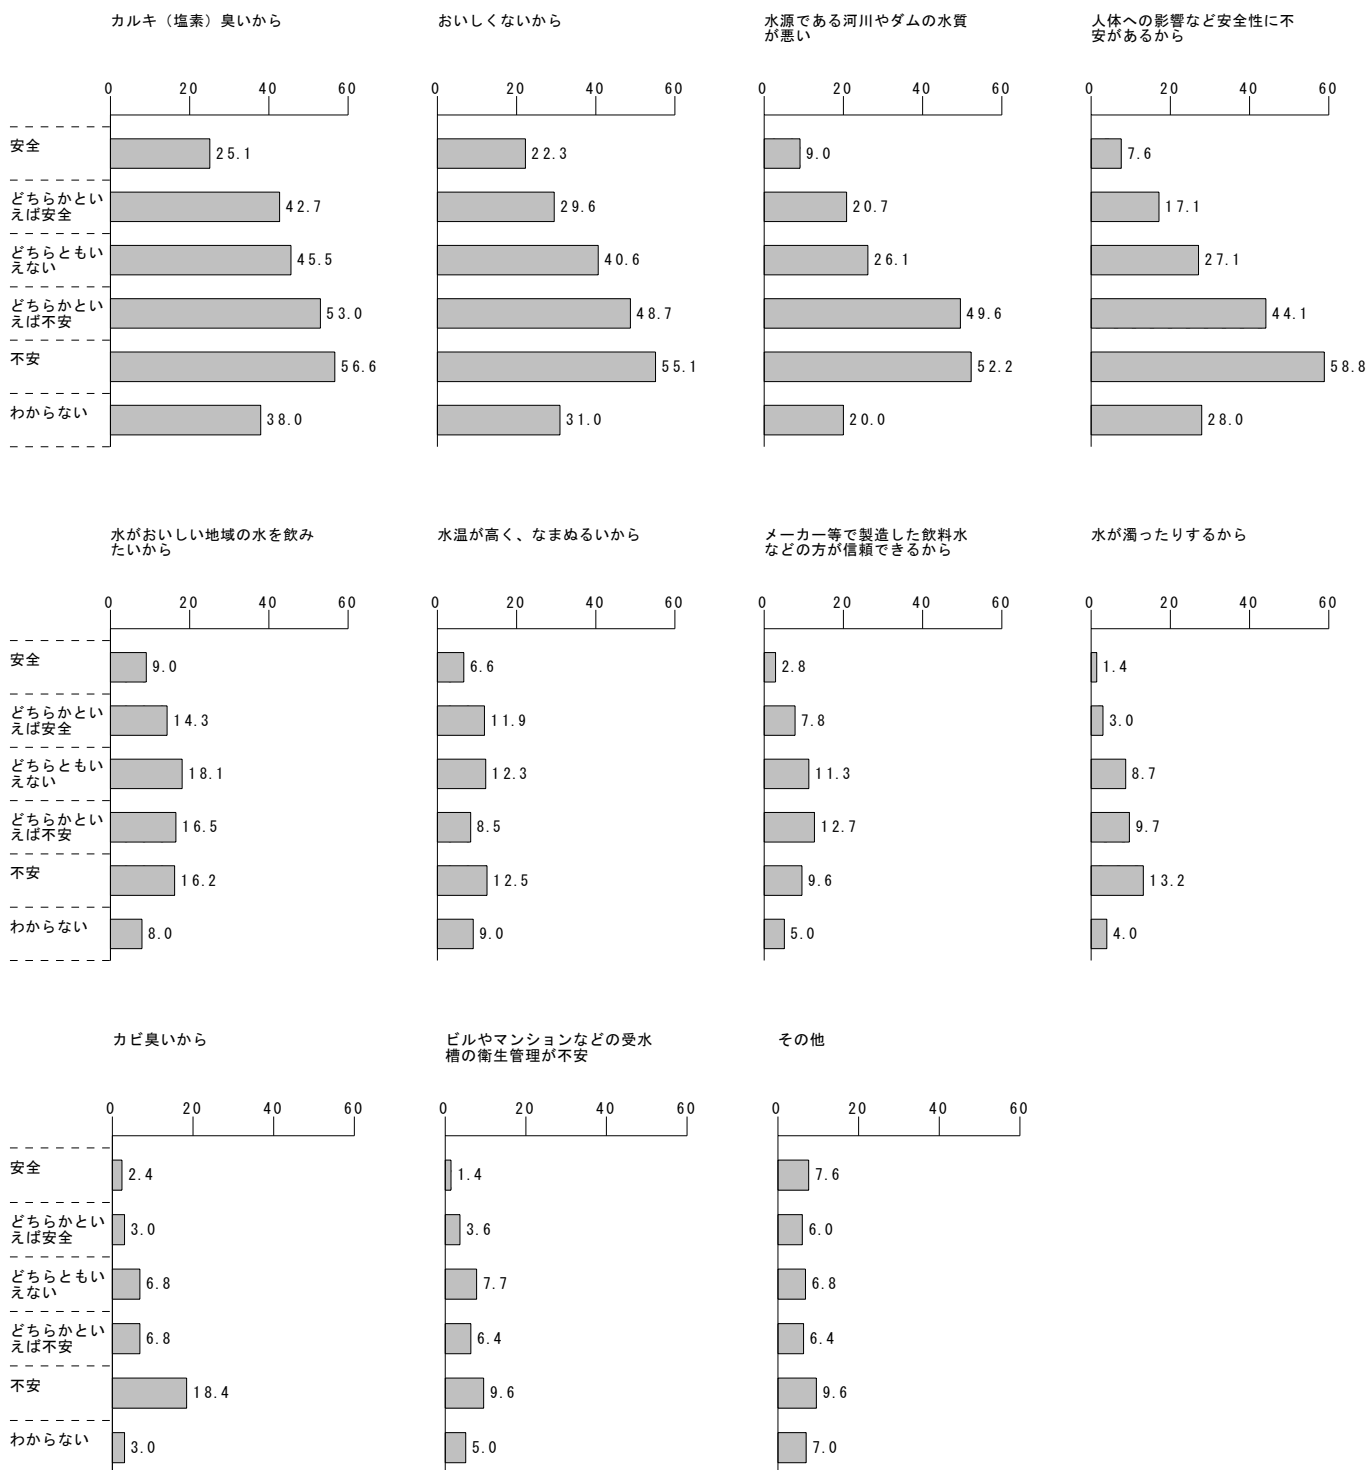 カルキ（塩素）臭いから
おいしくないから
水源である河川やダムの水質
が悪い
人体への影響など安全性に不
安があるから
0 20 40 60
0 20 40 60
0 20 40 60
0 20 40 60
安全
25.1
22.3
9.0
7.6
どちらかとい
えば安全
42.7
29.6
20.7
17.1
どちらともい
えない
45.5
40.6
26.1
27.1
どちらかとい
えば不安
53.0
48.7
49.6
44.1
不安
56.6
55.1
52.2
58.8
わからない
38.0
31.0
20.0
28.0
水がおいしい地域の水を飲み
たいから
水温が高く、なまぬるいから
メーカー等で製造した飲料水
などの方が信頼できるから
水が濁ったりするから
0 20 40 60
0 20 40 60
0 20 40 60
0 20 40 60
安全
9.0
6.6
2.8
1.4
どちらかとい
えば安全
14.3
11.9
7.8
3.0
どちらともい
えない
18.1
12.3
11.3
8.7
どちらかとい
えば不安
16.5
8.5
12.7
9.7
不安
16.2
12.5
9.6
13.2
わからない
8.0
9.0
5.0
4.0
カビ臭いから
ビルやマンションなどの受水
槽の衛生管理が不安
その他
0 20 40 60
0 20 40 60
0 20 40 60
安全
2.4
1.4
7.6
どちらかとい
えば安全
3.0
3.6
6.0
どちらともい
えない
6.8
7.7
6.8
どちらかとい
えば不安
6.8
6.4
6.4
不安
18.4
9.6
9.6
わからない
3.0
5.0
7.0